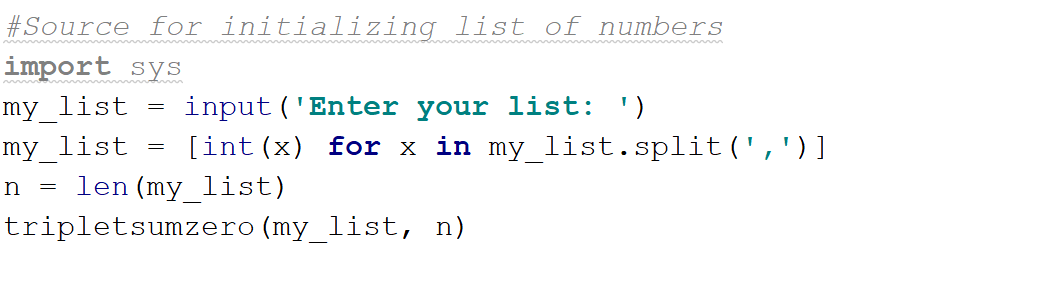 #Source for initializing list of numbers
import sys
my_list = input('Enter your list: ')
my_list = [int(x) for x in my_list.split(',')]
n = len(my_list)
tripletsumzero(my_list, n)